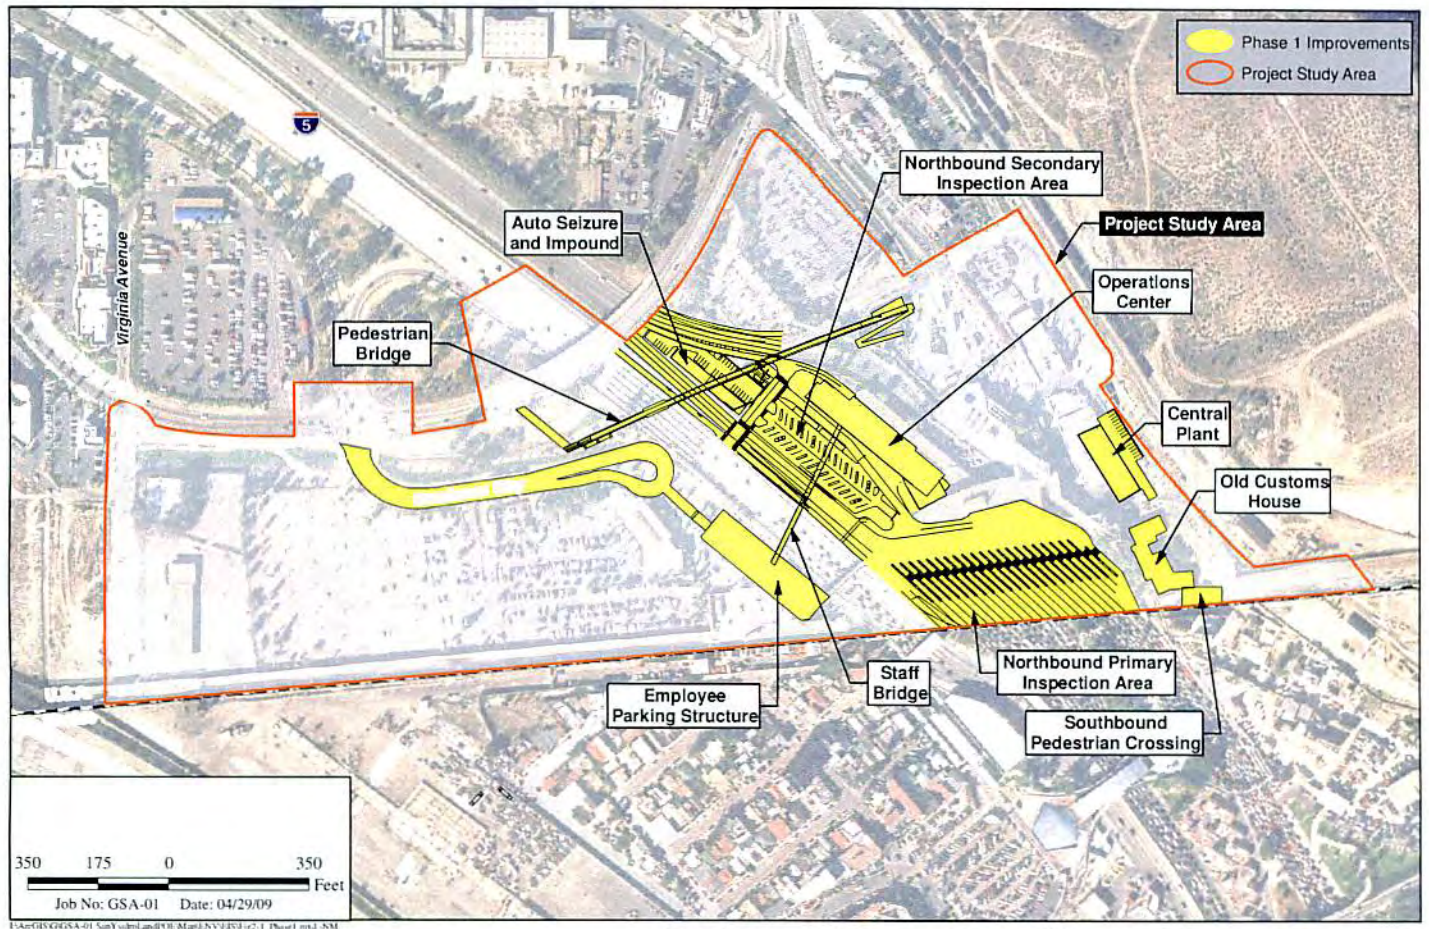 Phase 1 Improvements
Project Study Area
5
Northbound Secondary
Inspection Area
Auto Seizure
and Impound
Project Study Area
Virginia Avenue
Operations
Center
Pedestrian
Bridge
Central
Plant
Old Customs
House
Northbound Primary
Inspection Area
Staff
Bridge
Employee
Parking Structure
Southbound
Pedestrian Crossing
350 175 0 350
Feet
Job No: GSA-01 Date: 04/29/09